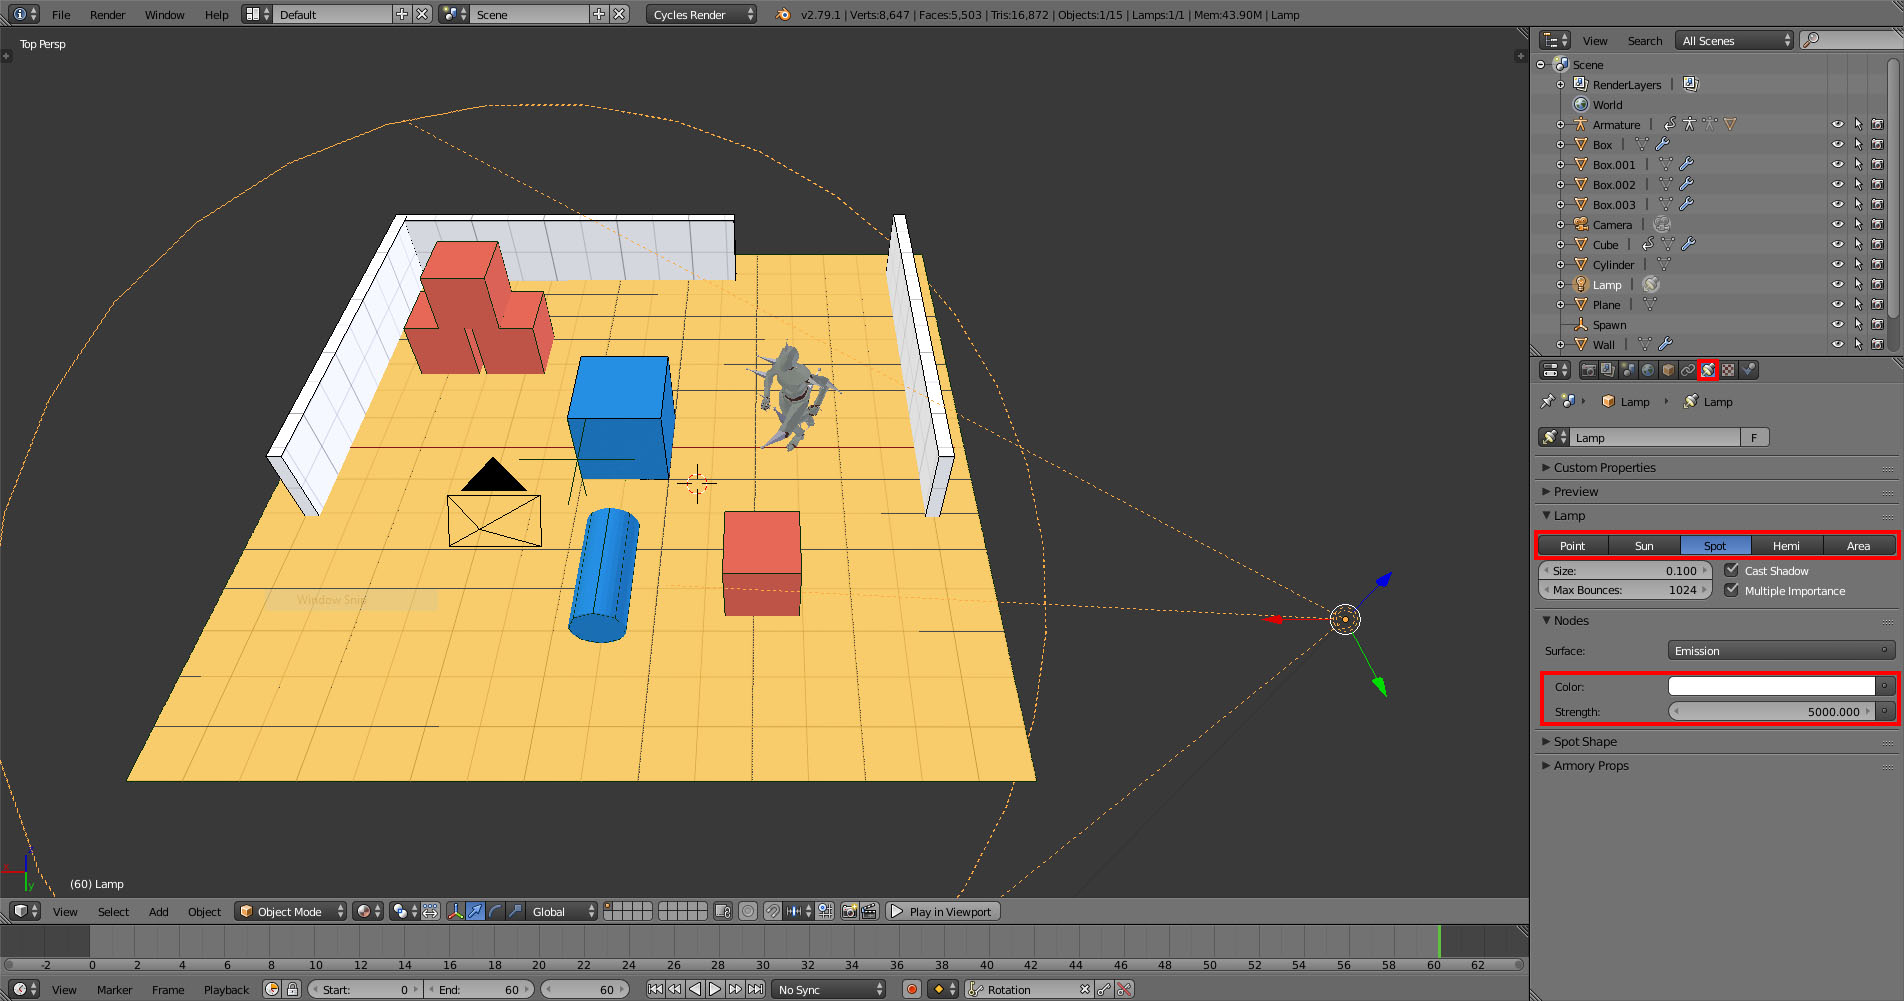 File Render Window Help Default Scene Cycles Render v2.79.1 | Verts:8,647 | Faces:5,503 | Tris:16,872 | Objects:1/15 | Lamps:1/1 | Mem:43.90M | Lamp
Top Persp
View Search All Scenes
Scene
RenderLayers
World
Armature
Box
Box.001
Box.002
Box.003
Camera
Cube
Cylinder
Lamp
Plane
Spawn
Wall
Lamp Lamp
Lamp F
Custom Properties
Preview
Lamp
Point Sun Spot Hemi Area
Size: 0.100 Cast Shadow
Max Bounces: 1024 Multiple Importance
Nodes
Surface: Emission
Color:
Strength: 5000.000
Spot Shape
Armory Props
Window Snip
x
y
(60) Lamp
View Select Add Object Object Mode Global Play in Viewport
-2 0 2 4 6 8 10 12 14 16 18 20 22 24 26 28 30 32 34 36 38 40 42 44 46 48 50 52 54 56 58 60 62
View Marker Frame Playback Start: 0 End: 60 60 No Sync Rotation